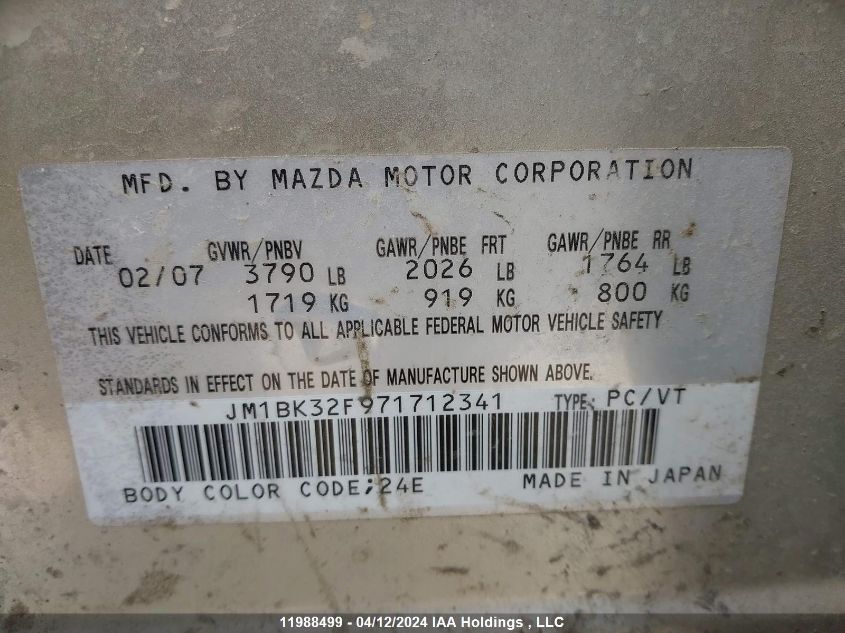 MFD. BY MAZDA MOTOR CORPORATION
DATE GVWR/PNBV GAWR/PNBE FRT GAWR/PNBE RR
02/07 3790 LB 2026 LB 1764 LB
1719 KG 919 KG 800 KG
THIS VEHICLE CONFORMS TO ALL APPLICABLE FEDERAL MOTOR VEHICLE SAFETY
STANDARDS IN EFFECT ON THE DATE OF MANUFACTURE SHOWN ABOVE.
JM1BK32F971712341 TYPE: PC/VT
BODY COLOR CODE;24E MADE IN JAPAN
11988499 - 04/12/2024 IAA Holdings , LLC